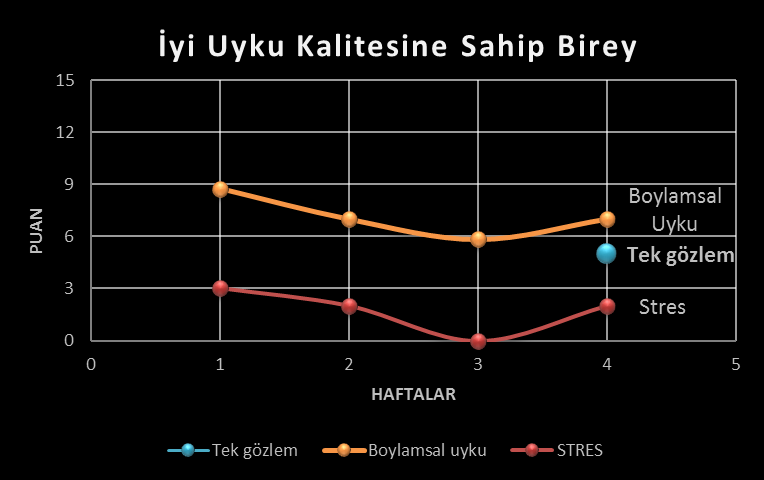 İyi Uyku Kalitesine Sahip Birey
15
12
9
6
3
0
PUAN
0 1 2 3 4 5
HAFTALAR
Boylamsal
Uyku
Tek gözlem
Stres
Tek gözlem Boylamsal uyku STRES